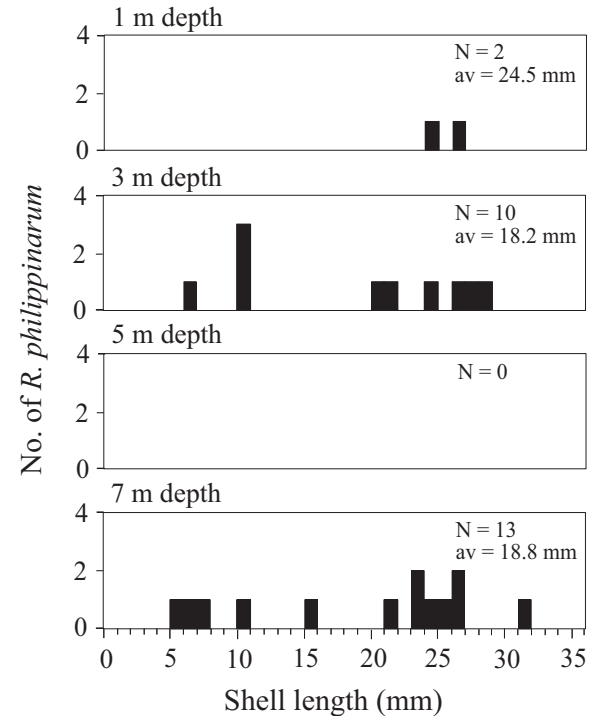 1 m depth
4
2
0
N = 2
av = 24.5 mm
3 m depth
4
2
0
N = 10
av = 18.2 mm
5 m depth
4
2
0
N = 0
7 m depth
4
2
0
N = 13
av = 18.8 mm
0 5 10 15 20 25 30 35
Shell length (mm)
No. of R. philippinarum